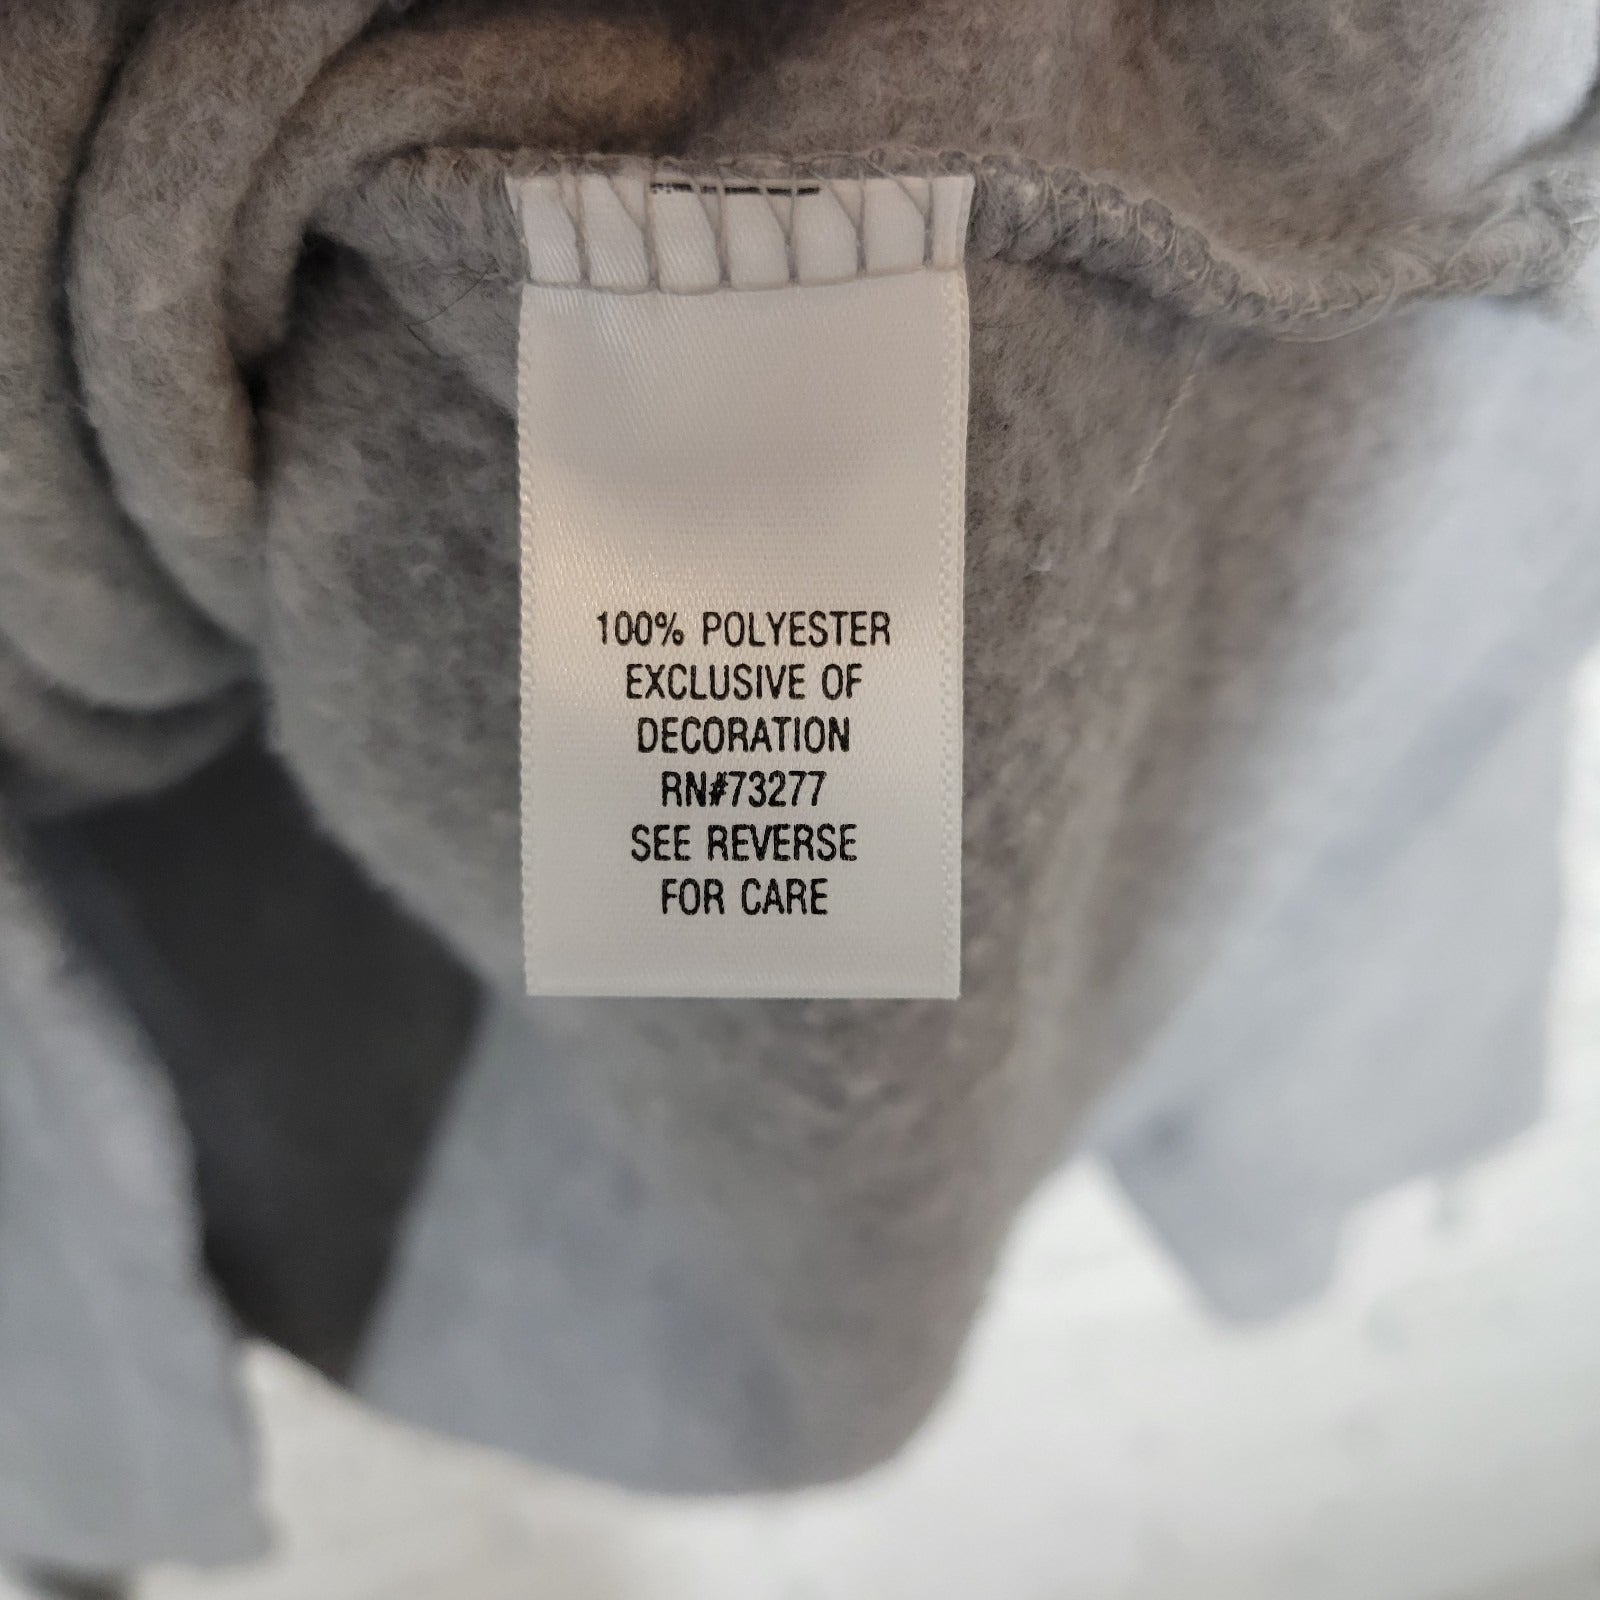 100% POLYESTER
EXCLUSIVE OF
DECORATION
RN#73277
SEE REVERSE
FOR CARE